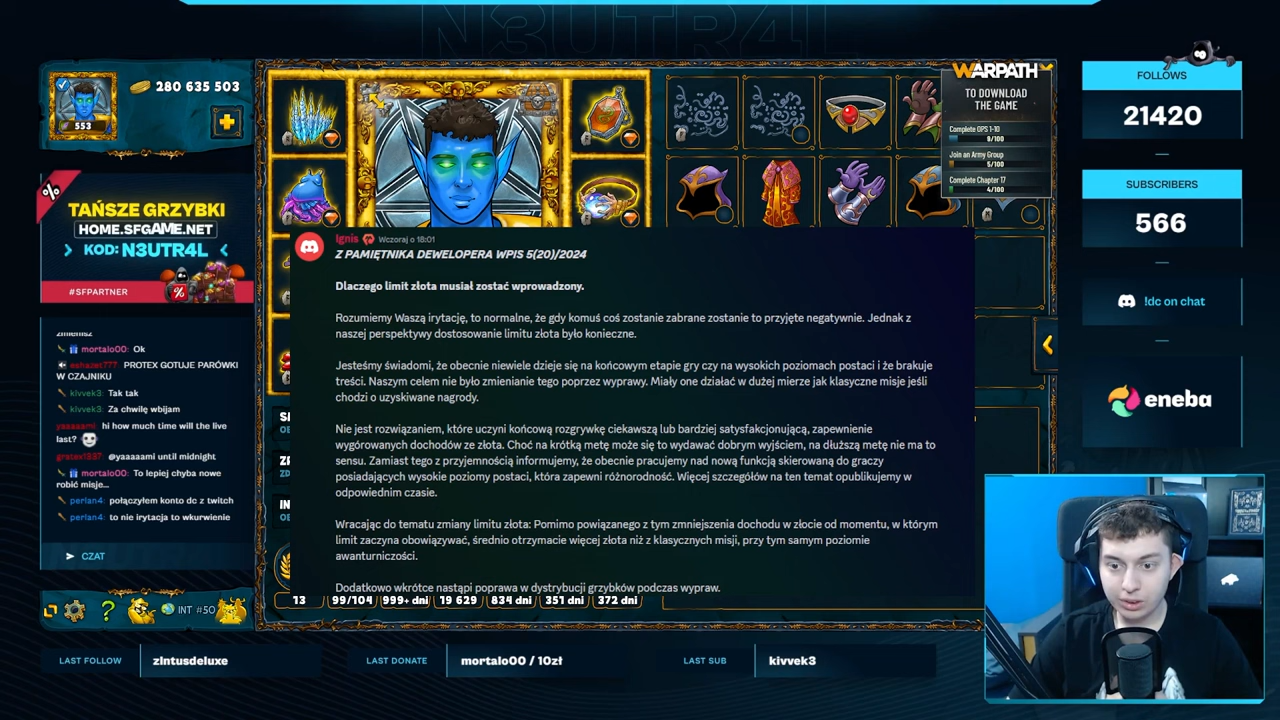 N3UTR4L
280 635 503
553
%
TAŃSZE GRZYBKI
HOME.SFGAME.NET
KOD: N3UTR4L
#SFPARTNER
%
zmienisz
mortalo00: Ok
eshazet777: PROTEX GOTUJE PARÓWKI
W CZAJNIKU
kivvek3: Tak tak
kivvek3: Za chwilę wbijam
yaaaami: hi how much time will the live
last?
gratex1387: @yaaaami until midnight
mortalo00: To lepiej chyba nowe
robić misje...
perlan4: połączyłem konto dc z twitch
perlan4: to nie irytacja to wkurwienie
CZAT
INT #50
WARPATH
TO DOWNLOAD
THE GAME
Complete OPS 1-10
9/100
Join an Army Group
5/100
Complete Chapter 17
4/100
Ignis Wczoraj o 18:01
Z PAMIĘTNIKA DEWELOPERA WPIS 5(20)/2024
Dlaczego limit złota musiał zostać wprowadzony.
Rozumiemy Waszą irytację, to normalne, że gdy komuś coś zostanie zabrane zostanie to przyjęte negatywnie. Jednak z
naszej perspektywy dostosowanie limitu złota było konieczne.
Jesteśmy świadomi, że obecnie niewiele dzieje się na końcowym etapie gry czy na wysokich poziomach postaci i że brakuje
treści. Naszym celem nie było zmienianie tego poprzez wyprawy. Miały one działać w dużej mierze jak klasyczne misje jeśli
chodzi o uzyskiwane nagrody.
Nie jest rozwiązaniem, które uczyni końcową rozgrywkę ciekawszą lub bardziej satysfakcjonującą, zapewnienie
wygórowanych dochodów ze złota. Choć na krótką metę może się to wydawać dobrym wyjściem, na dłuższą metę nie ma to
sensu. Zamiast tego z przyjemnością informujemy, że obecnie pracujemy nad nową funkcją skierowaną do graczy
posiadających wysokie poziomy postaci, która zapewni różnorodność. Więcej szczegółów na ten temat opublikujemy w
odpowiednim czasie.
Wracając do tematu zmiany limitu złota: Pomimo powiązanego z tym zmniejszenia dochodu w złocie od momentu, w którym
limit zaczyna obowiązywać, średnio otrzymacie więcej złota niż z klasycznych misji, przy tym samym poziomie
awanturniczości.
Dodatkowo wkrótce nastąpi poprawa w dystrybucji grzybków podczas wypraw.
13 99/104 999+ dni 19 629 834 dni 351 dni 372 dni
FOLLOWS
21420
SUBSCRIBERS
566
!dc on chat
eneba
LAST FOLLOW zlntusdeluxe
LAST DONATE mortalo00 / 10zł
LAST SUB kivvek3